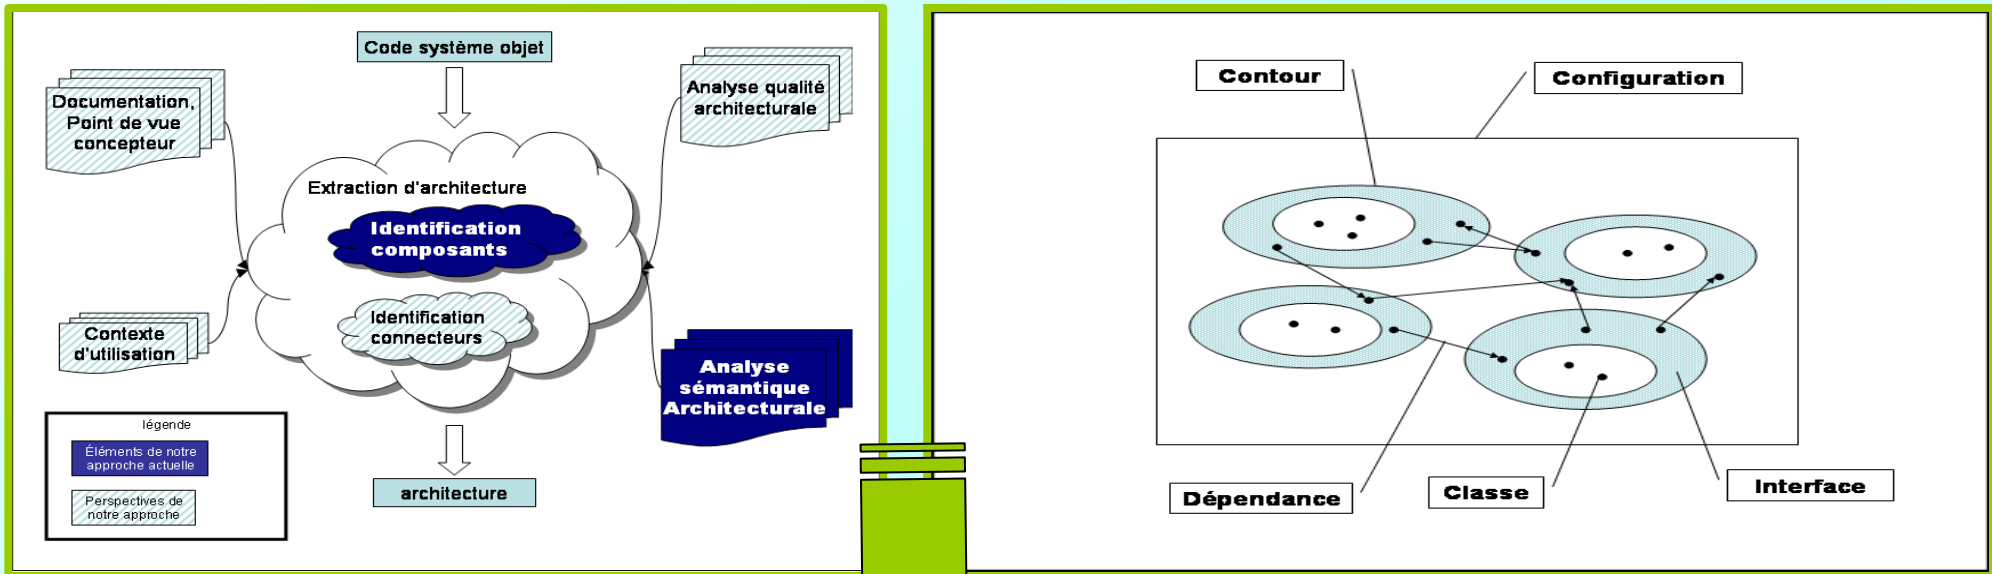 Code système objet
Documentation,
Point de vue
concepteur
Analyse qualité
architecturale
Extraction d'architecture
Identification
composants
Identification
connecteurs
Contexte
d'utilisation
Analyse
sémantique
Architecturale
légende
Éléments de notre
approche actuelle
Perspectives de
notre approche
architecture
Contour
Configuration
Dépendance
Classe
Interface